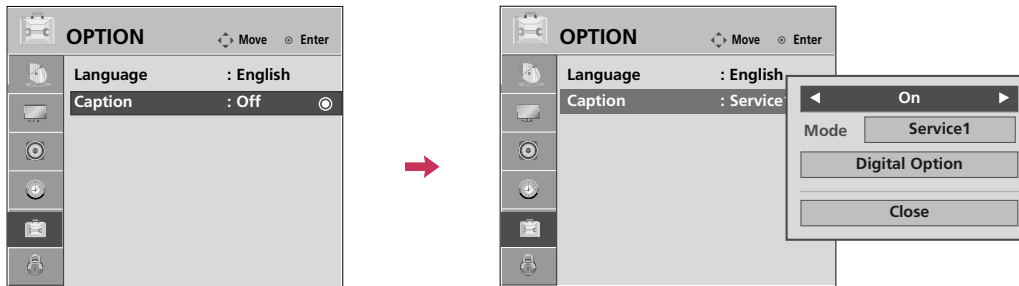 OPTION Move Enter
Language : English
Caption : Off
OPTION Move Enter
Language : English
Caption : Service1
On
Mode Service1
Digital Option
Close